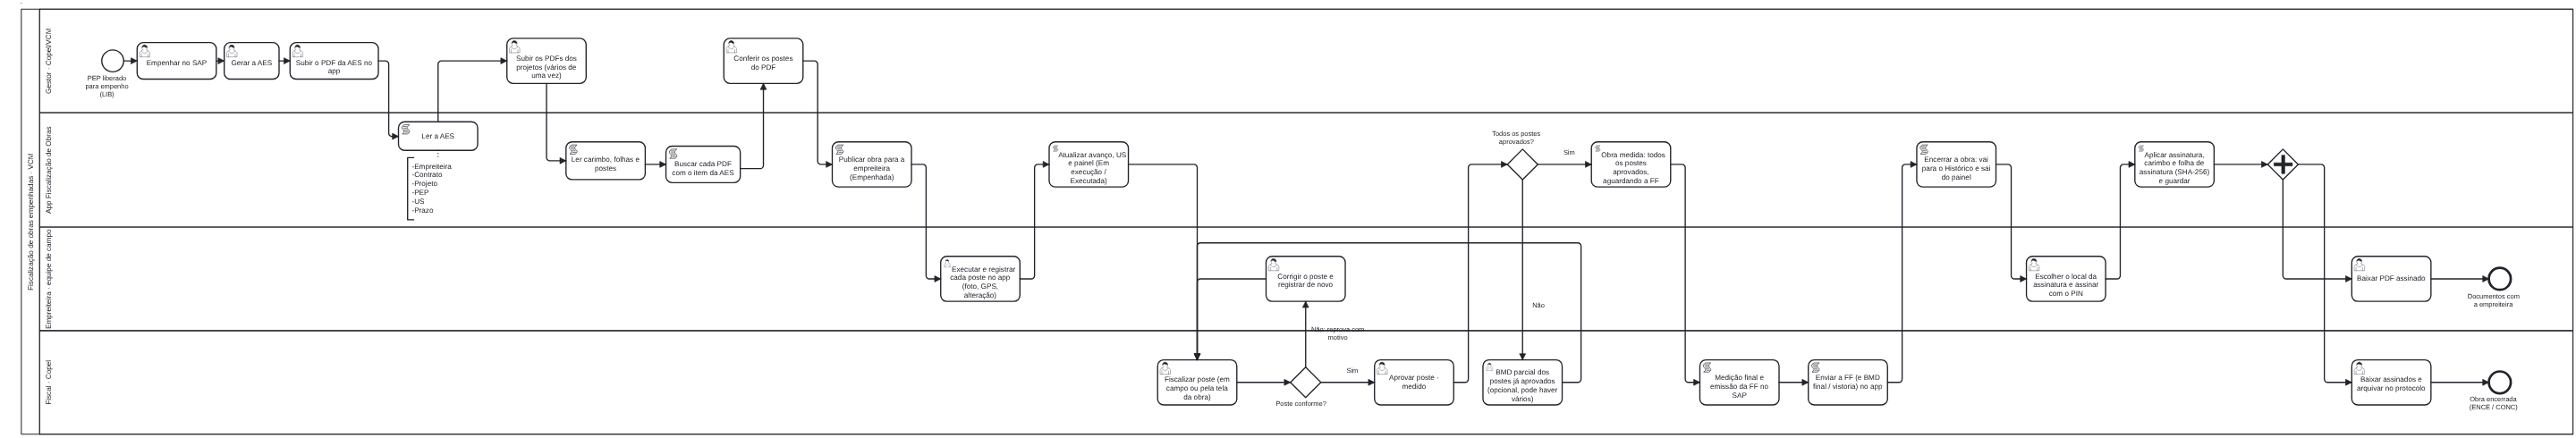 Fiscalização de obras empenhadas · VCM
Gestor · Copel/VCM
PEP liberado
para empenho
(LIB)
Empenhar no SAP
Gerar a AES
Subir o PDF da AES no
app
Subir os PDFs dos
projetos (vários de
uma vez)
Conferir os postes
do PDF
App Fiscalização de Obras
Ler a AES
-Empreiteira
-Contrato
-Projeto
-PEP
-US
-Prazo
Ler carimbo, folhas e
postes
Buscar cada PDF
com o item da AES
Publicar obra para a
empreiteira
(Empenhada)
Atualizar avanço, US
e painel (Em
execução /
Executada)
Todos os postes
aprovados?
Sim
Não
Obra medida: todos
os postes
aprovados,
aguardando a FF
Encerrar a obra: vai
para o Histórico e sai
do painel
Aplicar assinatura,
carimbo e folha de
assinatura (SHA-256)
e guardar
Empreiteira · equipe de campo
Executar e registrar
cada poste no app
(foto, GPS,
alteração)
Corrigir o poste e
registrar de novo
Escolher o local da
assinatura e assinar
com o PIN
Baixar PDF assinado
Documentos com
a empreiteira
Fiscal · Copel
Fiscalizar poste (em
campo ou pela tela
da obra)
Poste conforme?
Não: reprova com
motivo
Sim
Aprovar poste -
medido
BMD parcial dos
postes já aprovados
(opcional, pode haver
vários)
Medição final e
emissão da FF no
SAP
Enviar a FF (e BMD
final / vistoria) no app
Baixar assinados e
arquivar no protocolo
Obra encerrada
(ENCE / CONC)